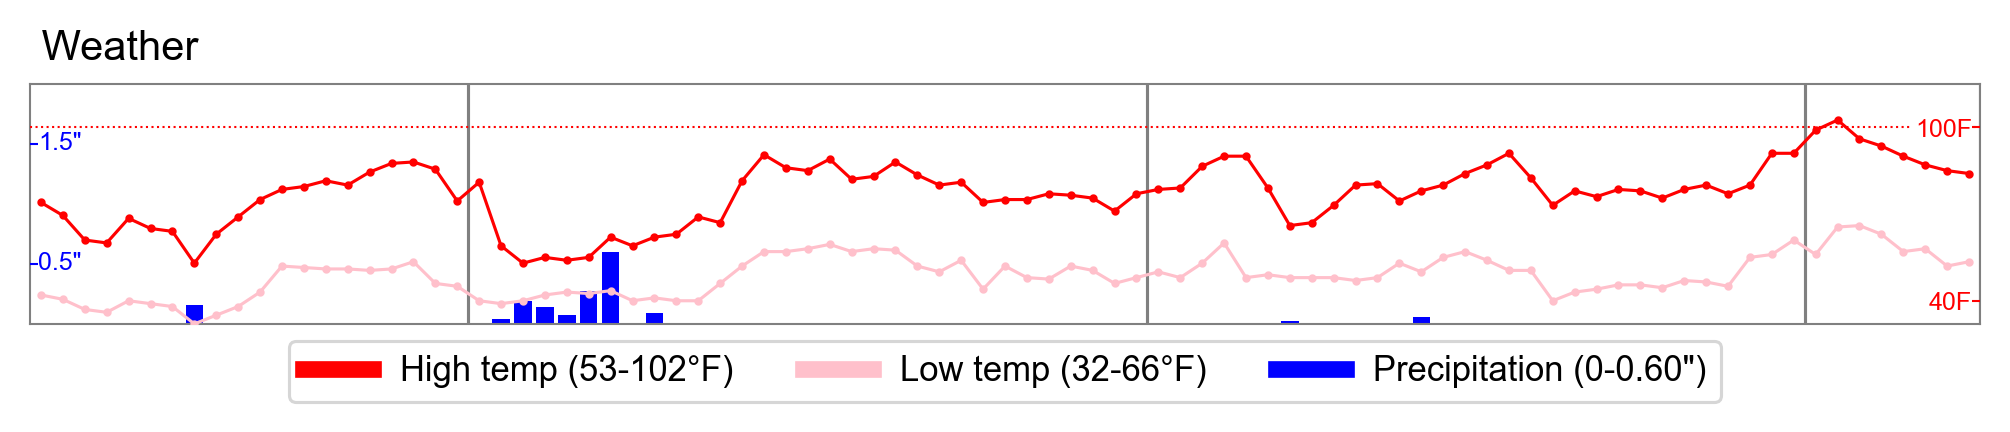 Weather
1.5"
100F
0.5"
40F
High temp (53-102°F) Low temp (32-66°F) Precipitation (0-0.60")